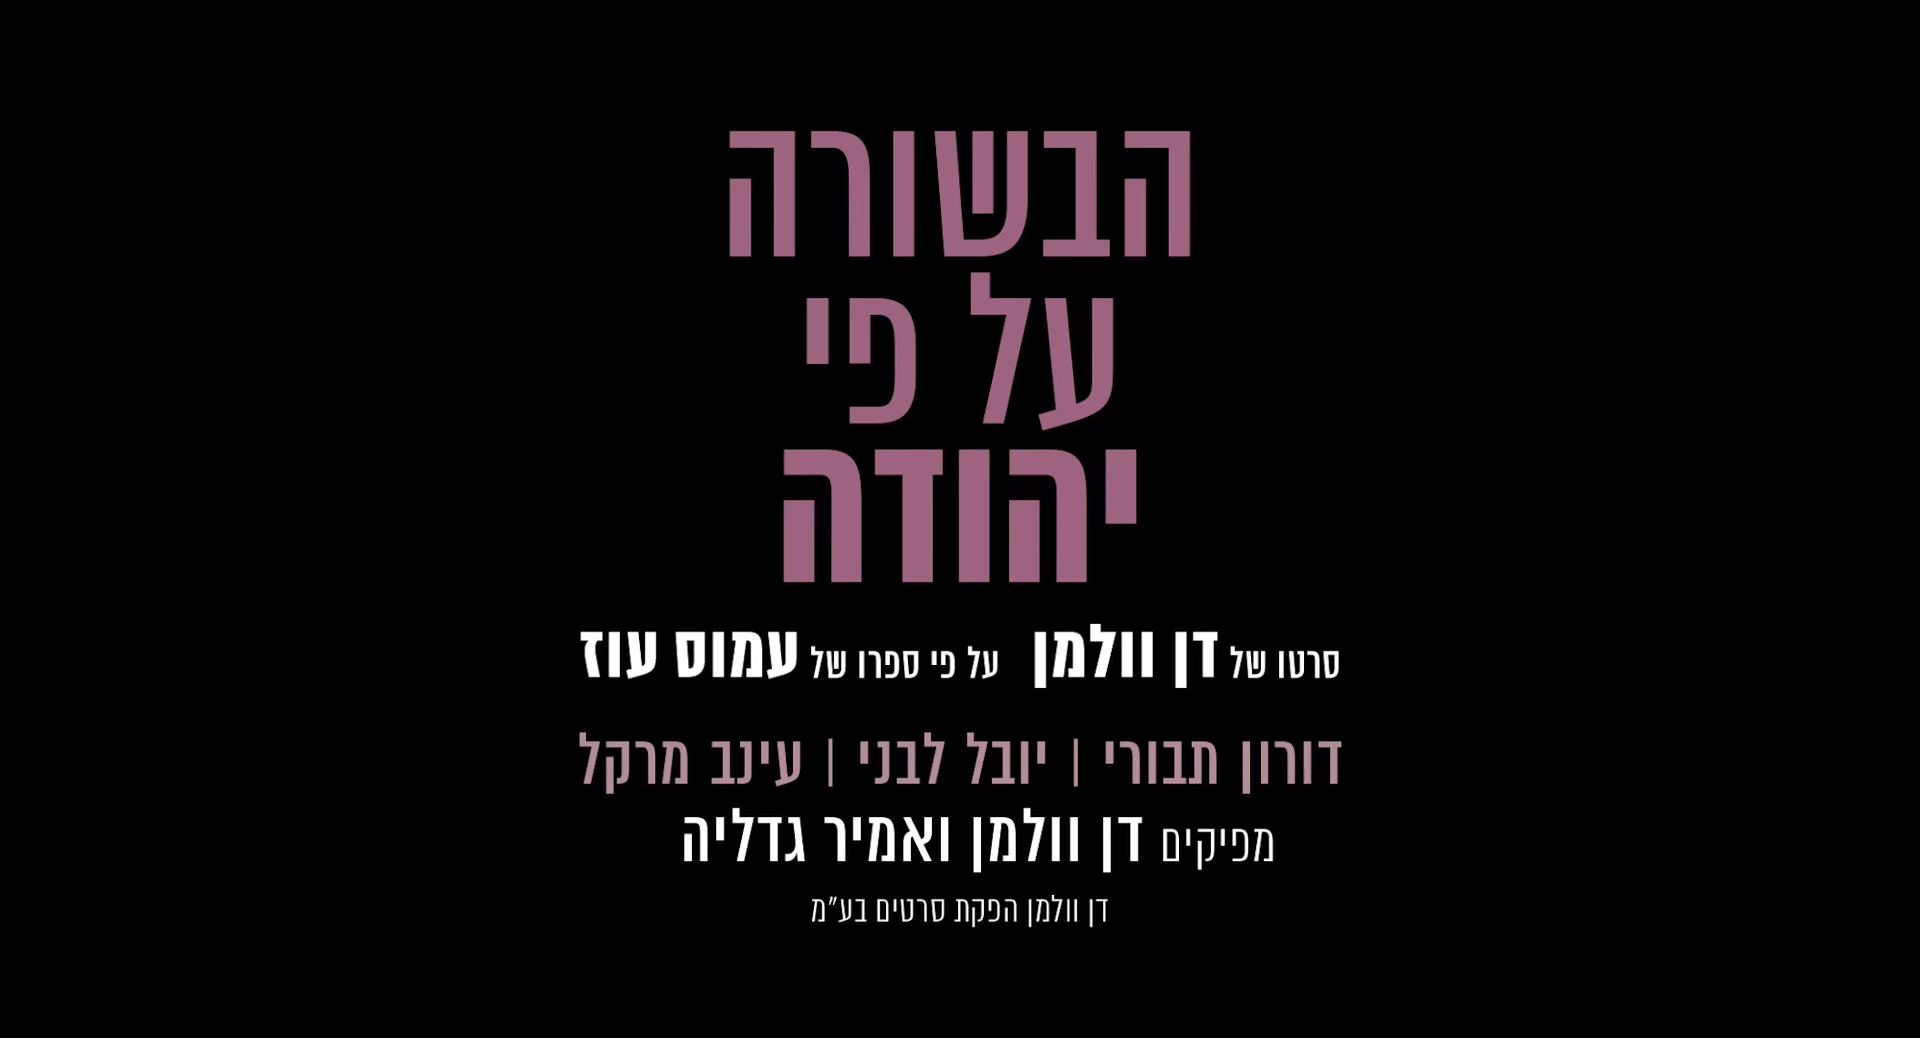 הבשורה
על פי
יהודה
סרטו של דן וולמן על פי ספרו של עמוס עוז
דורון תבורי | יובל לבני | עינב מרקל
מפיקים דן וולמן ואמיר גדליה
דן וולמן הפקת סרטים בע"מ